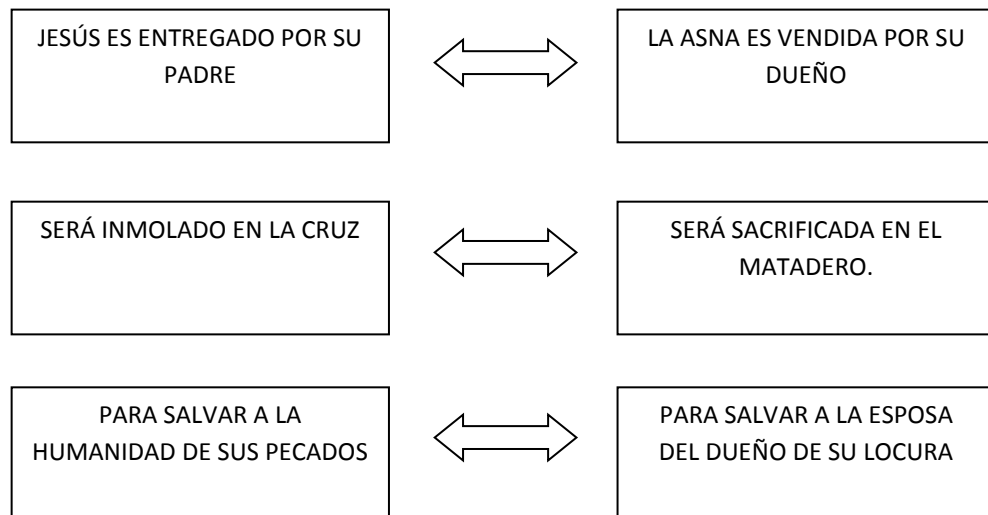 JESÚS ES ENTREGADO POR SU
PADRE
LA ASNA ES VENDIDA POR SU
DUEÑO
SERÁ INMOLADO EN LA CRUZ
SERÁ SACRIFICADA EN EL
MATADERO.
PARA SALVAR A LA
HUMANIDAD DE SUS PECADOS
PARA SALVAR A LA ESPOSA
DEL DUEÑO DE SU LOCURA